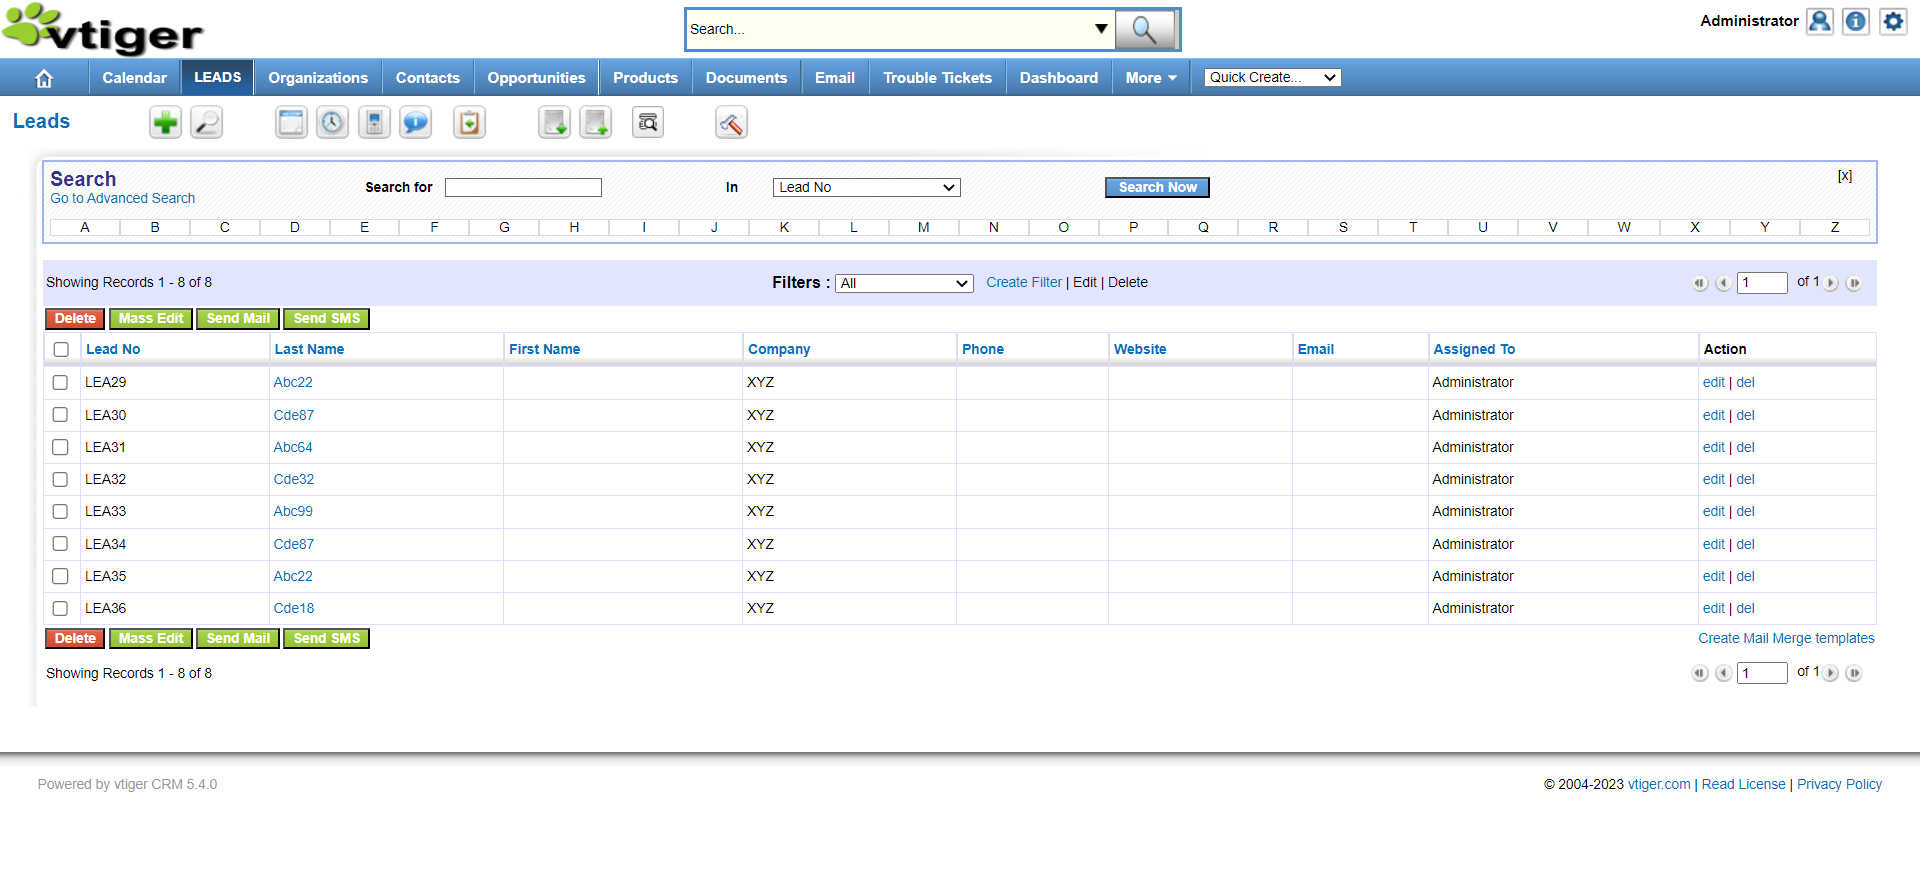 vtiger
Search...
Administrator
Calendar LEADS Organizations Contacts Opportunities Products Documents Email Trouble Tickets Dashboard More Quick Create...
Leads
Search
Go to Advanced Search
Search for In Lead No Search Now [x]
A B C D E F G H I J K L M N O P Q R S T U V W X Y Z
Showing Records 1 - 8 of 8 Filters : All Create Filter | Edit | Delete 1 of 1
Delete Mass Edit Send Mail Send SMS
Lead No Last Name First Name Company Phone Website Email Assigned To Action
LEA29 Abc22 XYZ Administrator edit | del
LEA30 Cde87 XYZ Administrator edit | del
LEA31 Abc64 XYZ Administrator edit | del
LEA32 Cde32 XYZ Administrator edit | del
LEA33 Abc99 XYZ Administrator edit | del
LEA34 Cde87 XYZ Administrator edit | del
LEA35 Abc22 XYZ Administrator edit | del
LEA36 Cde18 XYZ Administrator edit | del
Delete Mass Edit Send Mail Send SMS Create Mail Merge templates
Showing Records 1 - 8 of 8 1 of 1
Powered by vtiger CRM 5.4.0 © 2004-2023 vtiger.com | Read License | Privacy Policy